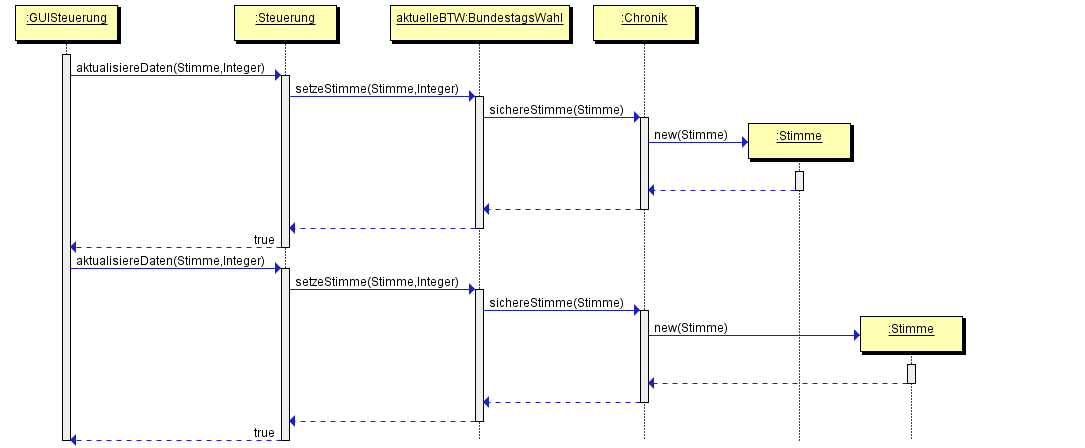 :GUISteuerung
:Steuerung
aktuelleBTW:BundestagsWahl
:Chronik
aktualisiereDaten(Stimme,Integer)
setzeStimme(Stimme,Integer)
sichereStimme(Stimme)
new(Stimme)
:Stimme
true
aktualisiereDaten(Stimme,Integer)
setzeStimme(Stimme,Integer)
sichereStimme(Stimme)
new(Stimme)
:Stimme
true